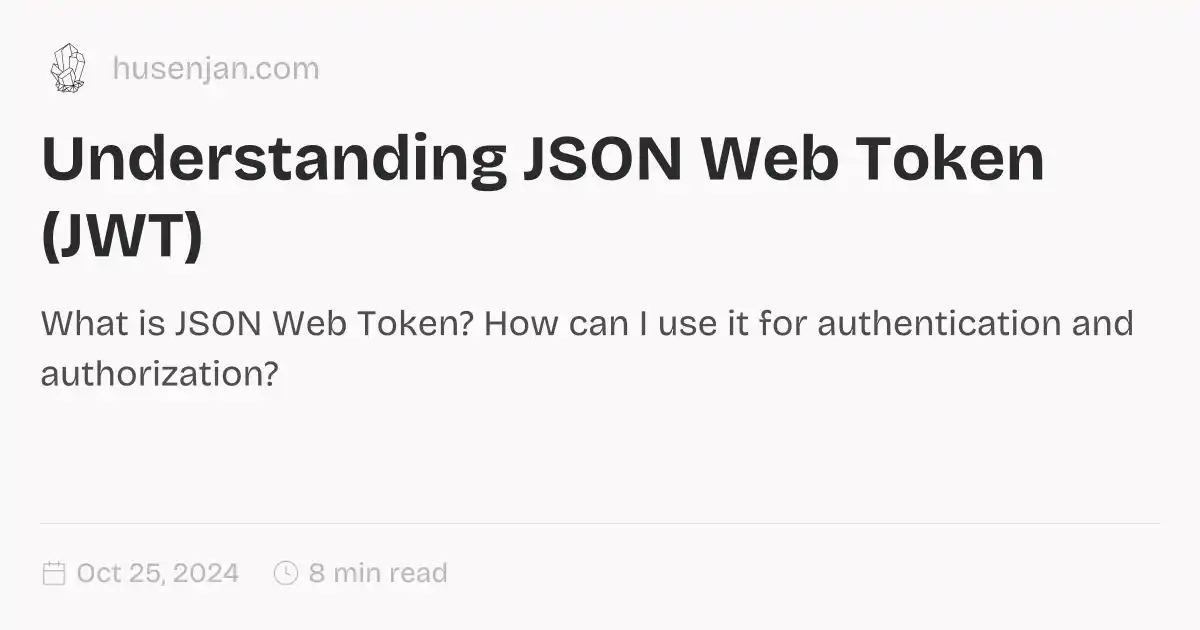 husenjan.com
Understanding JSON Web Token
(JWT)
What is JSON Web Token? How can I use it for authentication and
authorization?
Oct 25, 2024 8 min read